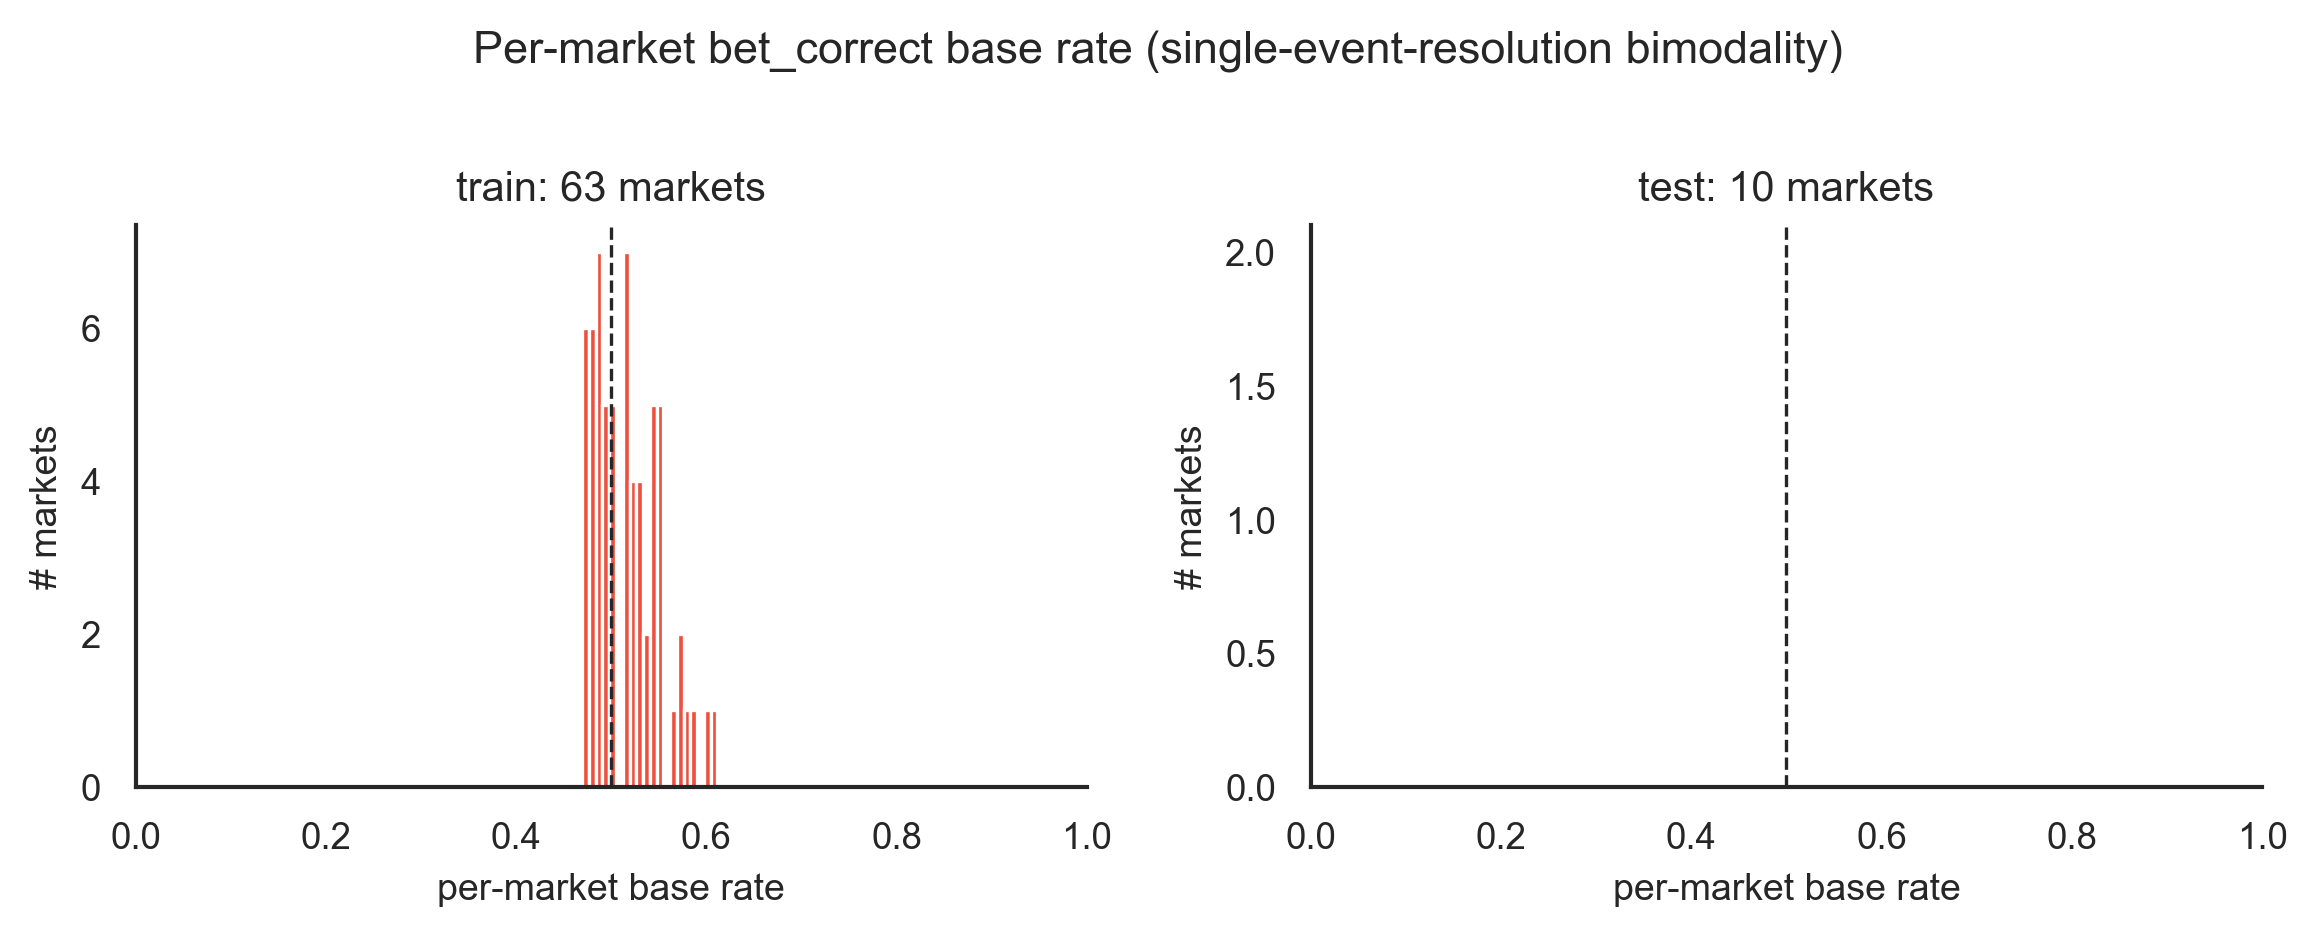 Per-market bet_correct base rate (single-event-resolution bimodality)
train: 63 markets
# markets
6
4
2
0
0.0 0.2 0.4 0.6 0.8 1.0
per-market base rate
test: 10 markets
# markets
2.0
1.5
1.0
0.5
0.0
0.0 0.2 0.4 0.6 0.8 1.0
per-market base rate